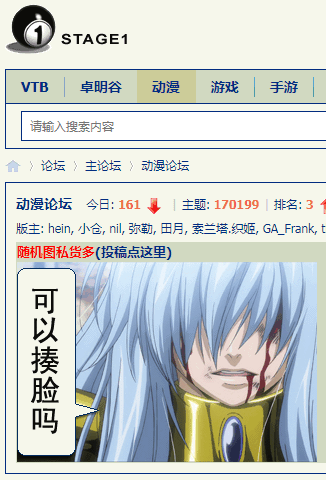 1 STAGE1
VTB 卓明谷 动漫 游戏 手游
请输入搜索内容
论坛 主论坛 动漫论坛
动漫论坛 今日: 161 | 主题: 170199 | 排名: 3
版主: hein, 小仓, nil, 弥勒, 田月, 索兰塔.织姬, GA_Frank, t
随机图私货多(投稿点这里)
可以揍脸吗